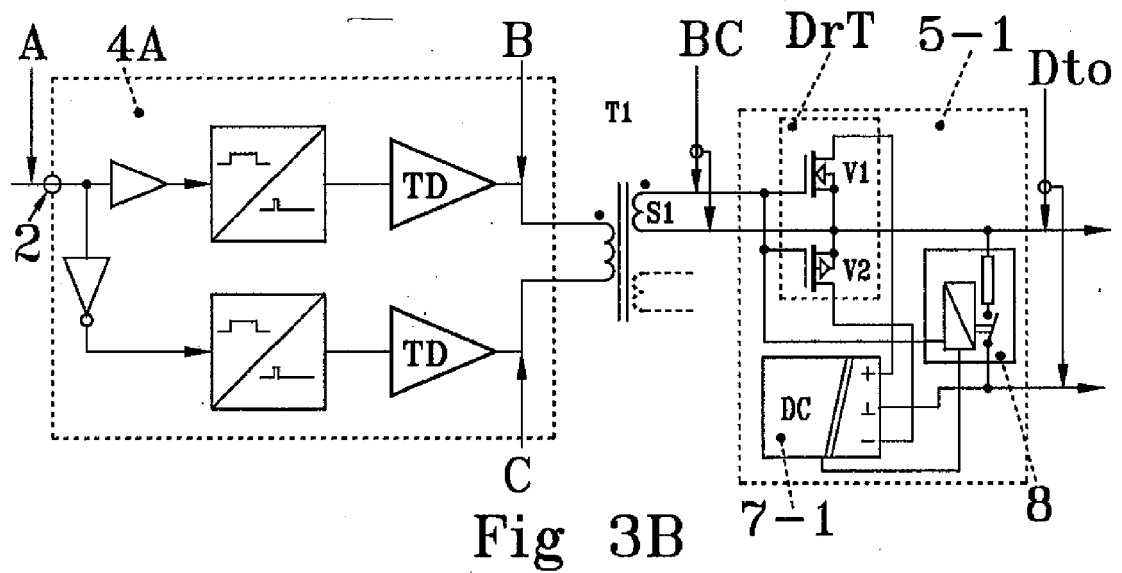 A
4A
B
BC
DrT
5-1
Dto
T1
TD
V1
S1
2
V2
TD
DC
+
⊥
−
C
7-1
8
Fig 3B